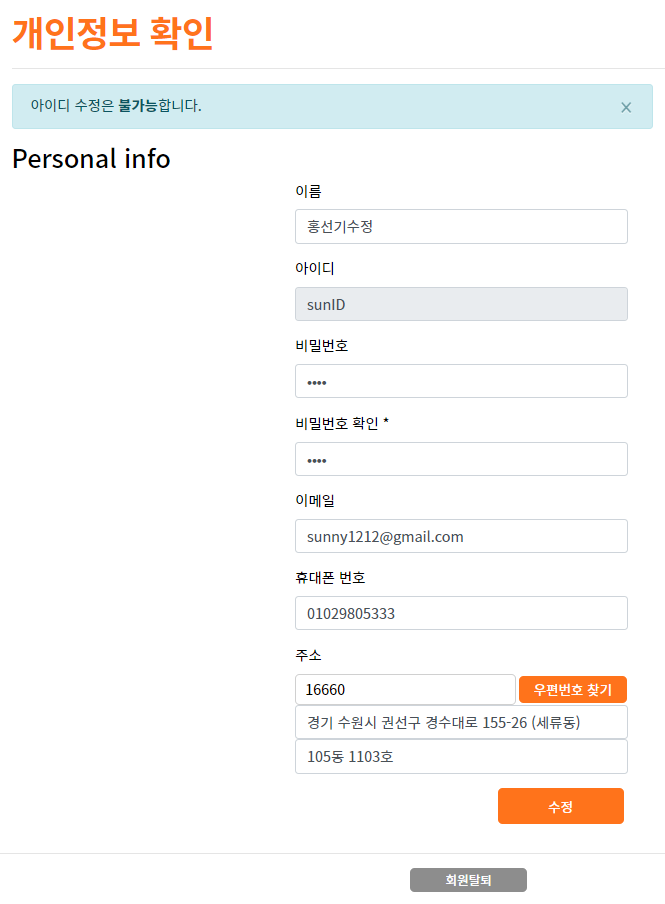 개인정보 확인
아이디 수정은 불가능합니다.
×
Personal info
이름
홍선기수정
아이디
sunID
비밀번호
••••
비밀번호 확인 *
••••
이메일
sunny1212@gmail.com
휴대폰 번호
01029805333
주소
16660 우편번호 찾기
경기 수원시 권선구 경수대로 155-26 (세류동)
105동 1103호
수정
회원탈퇴